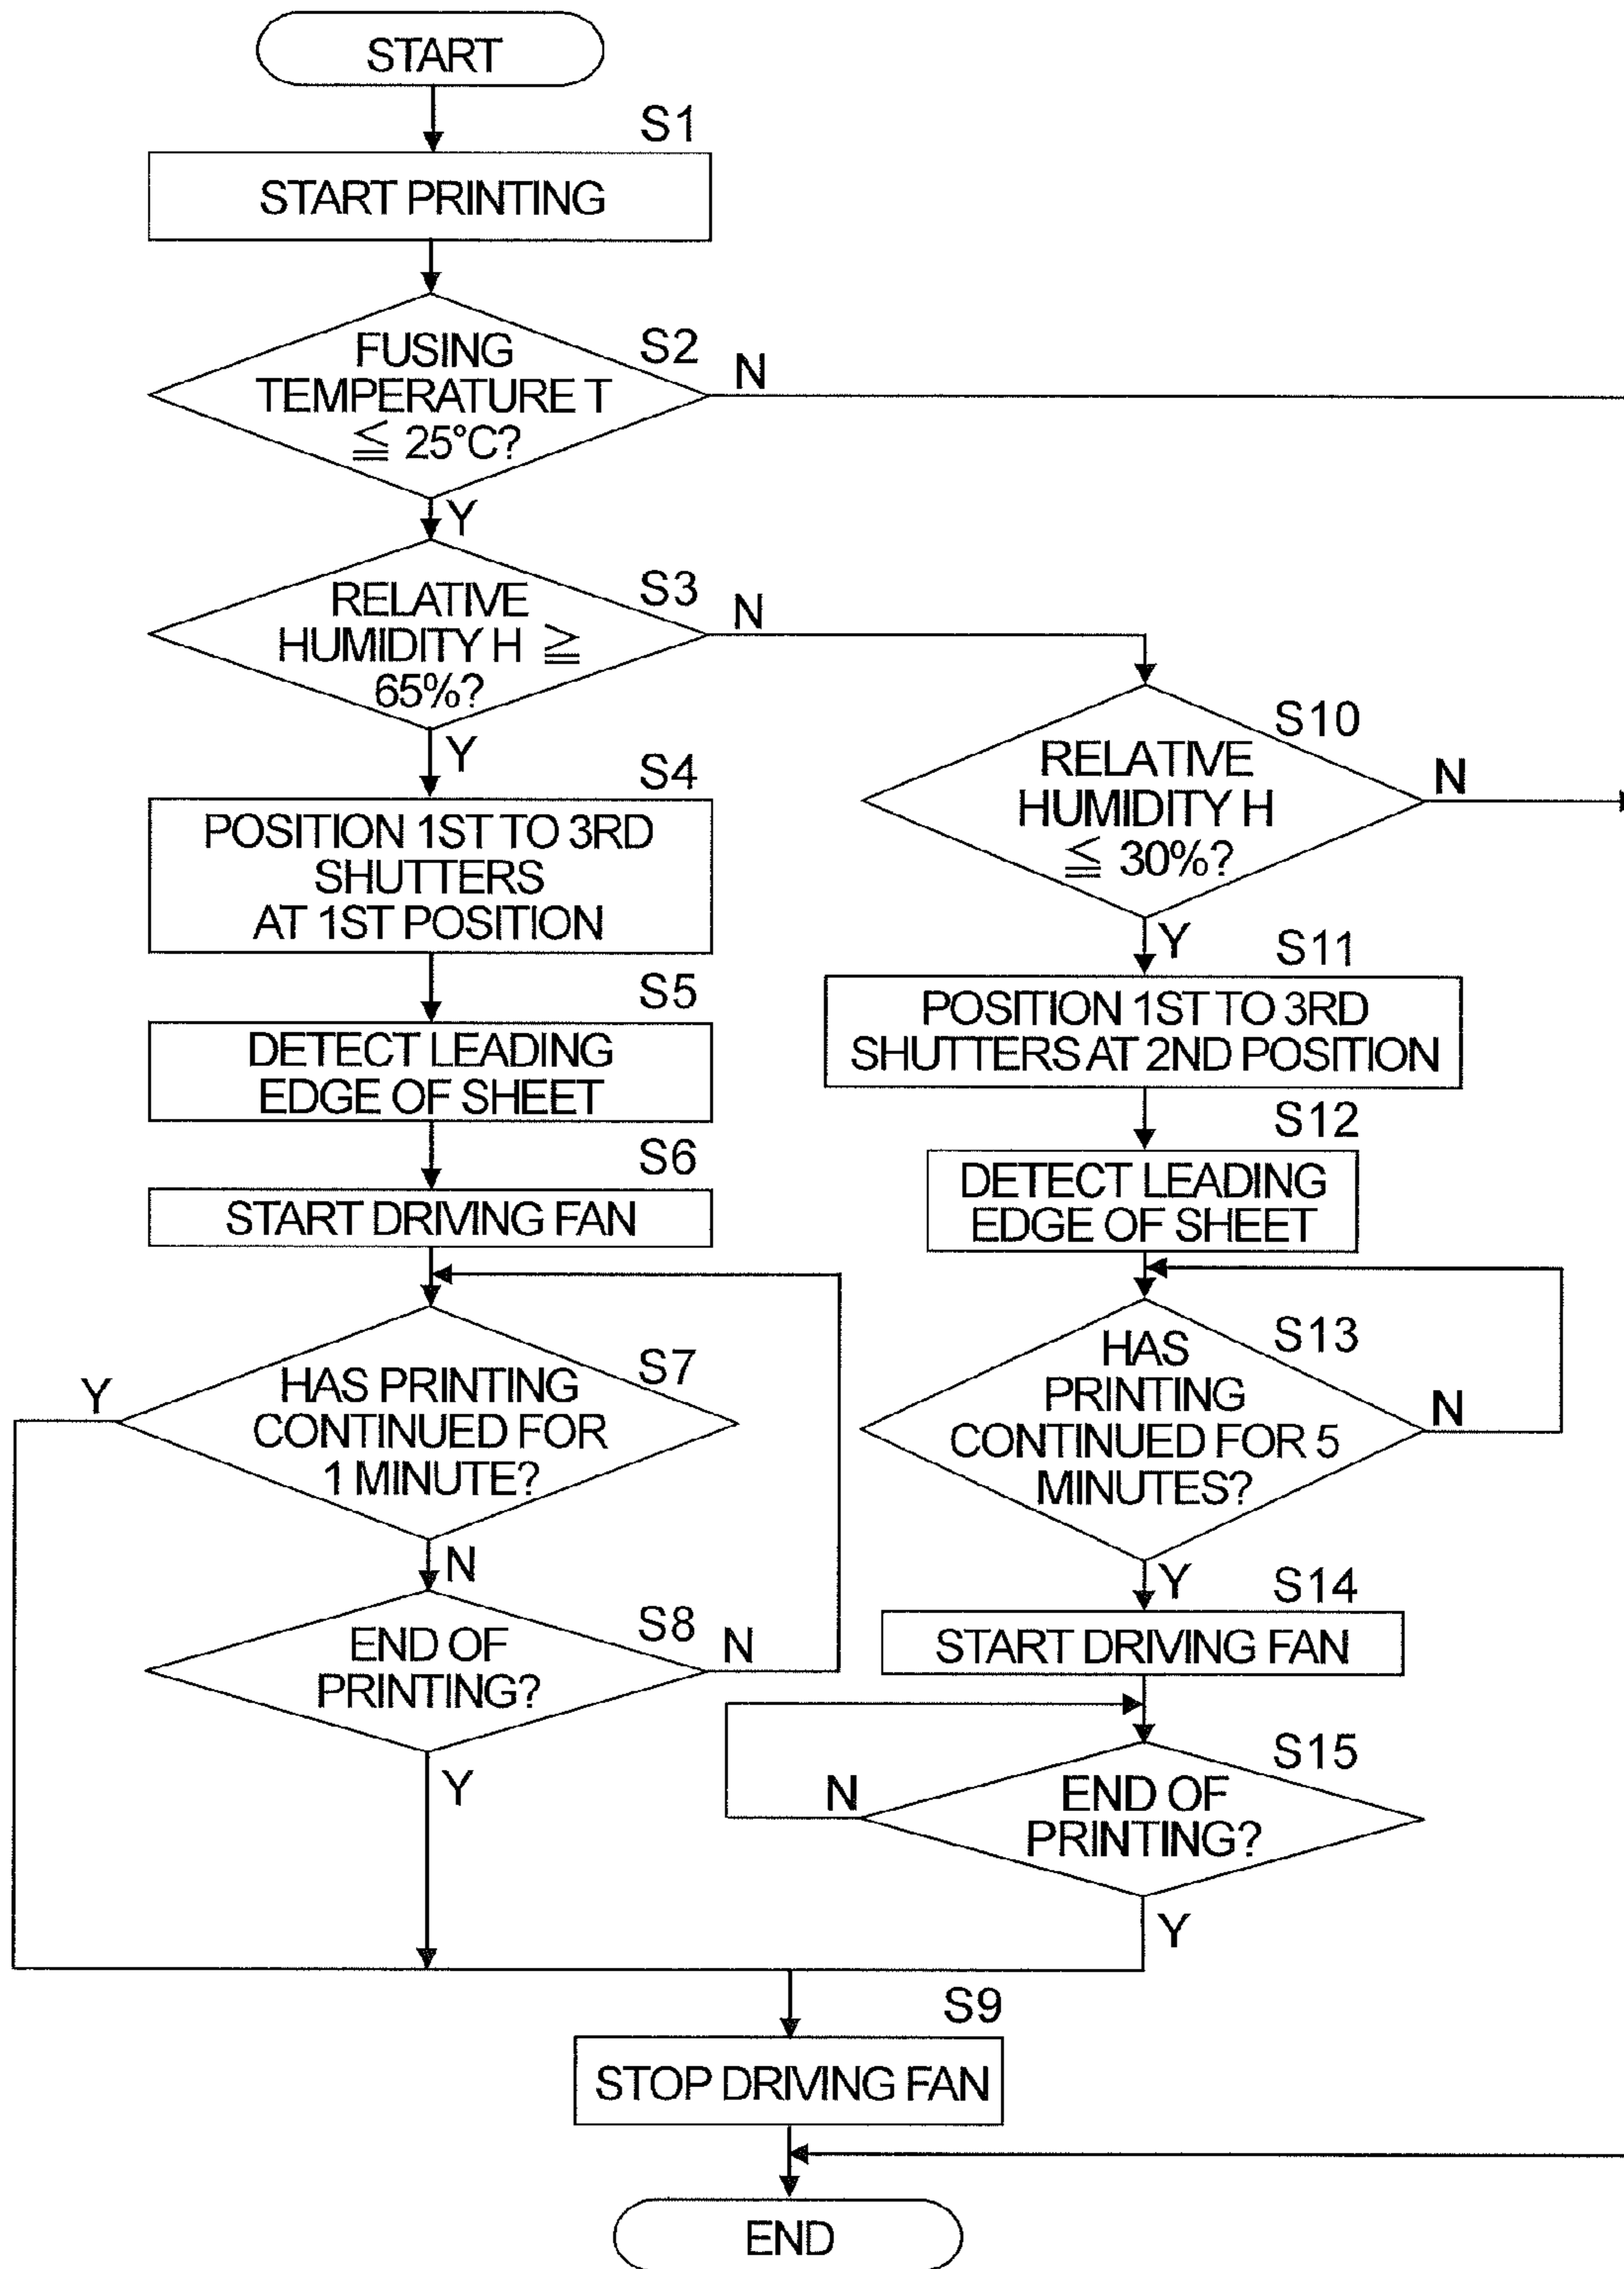 START
S1
START PRINTING
S2
FUSING
TEMPERATURE T
≦ 25°C?
N
Y
S3
RELATIVE
HUMIDITY H ≧
65%?
N
Y
S4
POSITION 1ST TO 3RD
SHUTTERS
AT 1ST POSITION
S5
DETECT LEADING
EDGE OF SHEET
S6
START DRIVING FAN
S7
HAS PRINTING
CONTINUED FOR
1 MINUTE?
Y
N
S8
END OF
PRINTING?
N
Y
S10
RELATIVE
HUMIDITY H
≦ 30%?
N
Y
S11
POSITION 1ST TO 3RD
SHUTTERS AT 2ND POSITION
S12
DETECT LEADING
EDGE OF SHEET
S13
HAS
PRINTING
CONTINUED FOR 5
MINUTES?
N
Y
S14
START DRIVING FAN
S15
END OF
PRINTING?
N
Y
S9
STOP DRIVING FAN
END